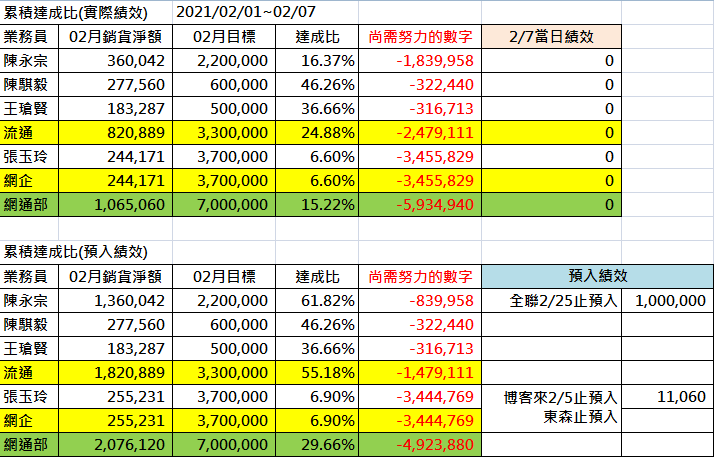 累積達成比(實際績效) 2021/02/01~02/07
業務員 02月銷貨淨額 02月目標 達成比 尚需努力的數字 2/7當日績效
陳永宗 360,042 2,200,000 16.37% -1,839,958 0
陳騏毅 277,560 600,000 46.26% -322,440 0
王瑲賢 183,287 500,000 36.66% -316,713 0
流通 820,889 3,300,000 24.88% -2,479,111 0
張玉玲 244,171 3,700,000 6.60% -3,455,829 0
網企 244,171 3,700,000 6.60% -3,455,829 0
網通部 1,065,060 7,000,000 15.22% -5,934,940 0
累積達成比(預入績效)
業務員 02月銷貨淨額 02月目標 達成比 尚需努力的數字 預入績效
陳永宗 1,360,042 2,200,000 61.82% -839,958 全聯2/25止預入 1,000,000
陳騏毅 277,560 600,000 46.26% -322,440
王瑲賢 183,287 500,000 36.66% -316,713
流通 1,820,889 3,300,000 55.18% -1,479,111
張玉玲 255,231 3,700,000 6.90% -3,444,769 博客來2/5止預入 11,060
網企 255,231 3,700,000 6.90% -3,444,769 東森止預入
網通部 2,076,120 7,000,000 29.66% -4,923,880